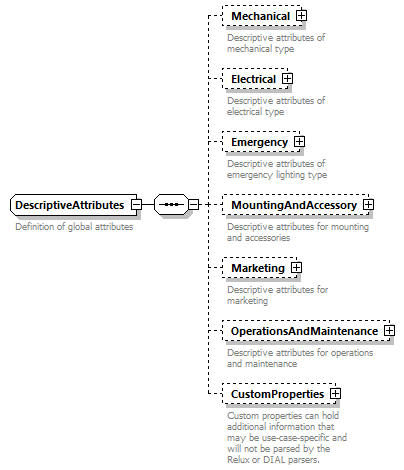 Mechanical
Descriptive attributes of
mechanical type
Electrical
Descriptive attributes of
electrical type
Emergency
Descriptive attributes of
emergency lighting type
DescriptiveAttributes
Definition of global attributes
MountingAndAccessory
Descriptive attributes for mounting
and accessories
Marketing
Descriptive attributes for
marketing
OperationsAndMaintenance
Descriptive attributes for operations
and maintenance
CustomProperties
Custom properties can hold
additional information that
may be use-case-specific and
will not be parsed by the
Relux or DIAL parsers.